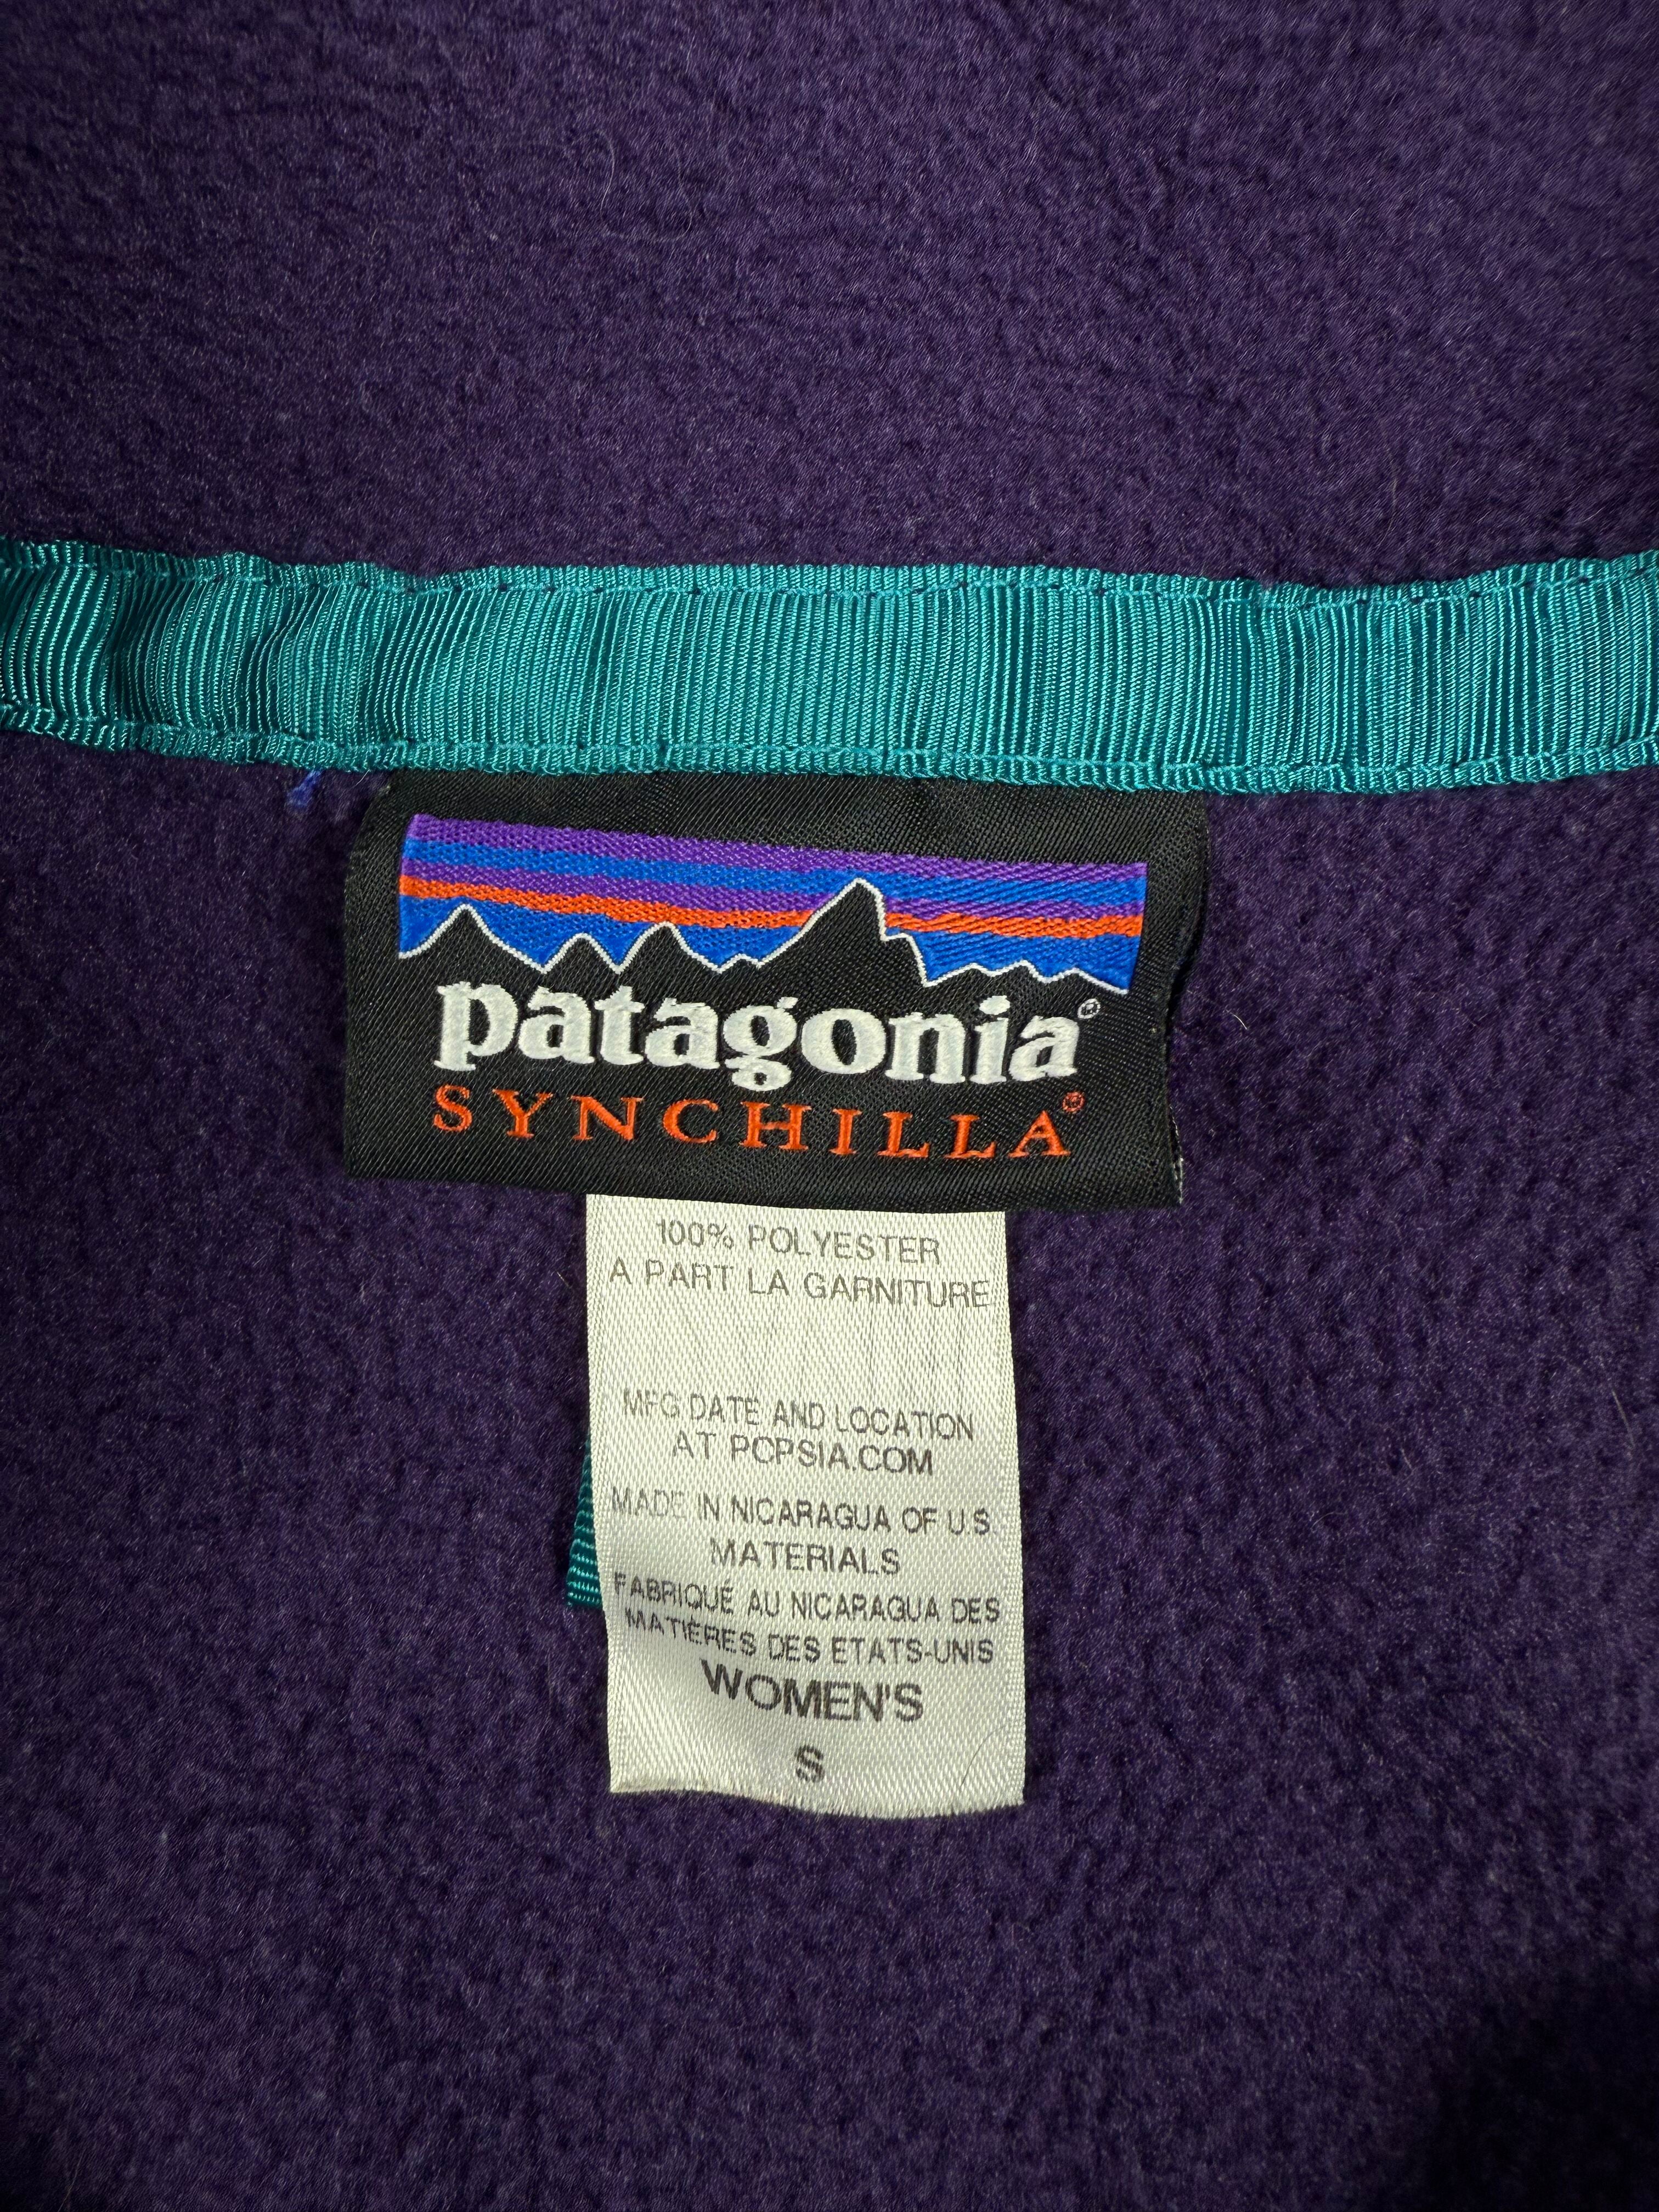 patagonia®
SYNCHILLA®
100% POLYESTER
A PART LA GARNITURE
MFG DATE AND LOCATION
AT PCPSIA.COM
MADE IN NICARAGUA OF U S
MATERIALS
FABRIQUÉ AU NICARAGUA DES
MATIÈRES DES ETATS-UNIS
WOMEN'S
S